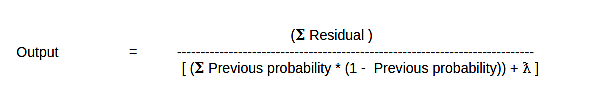 (Σ Residual )
Output = --------------------------------------------------------------------------------
[ (Σ Previous probability * (1 - Previous probability)) + ƛ ]